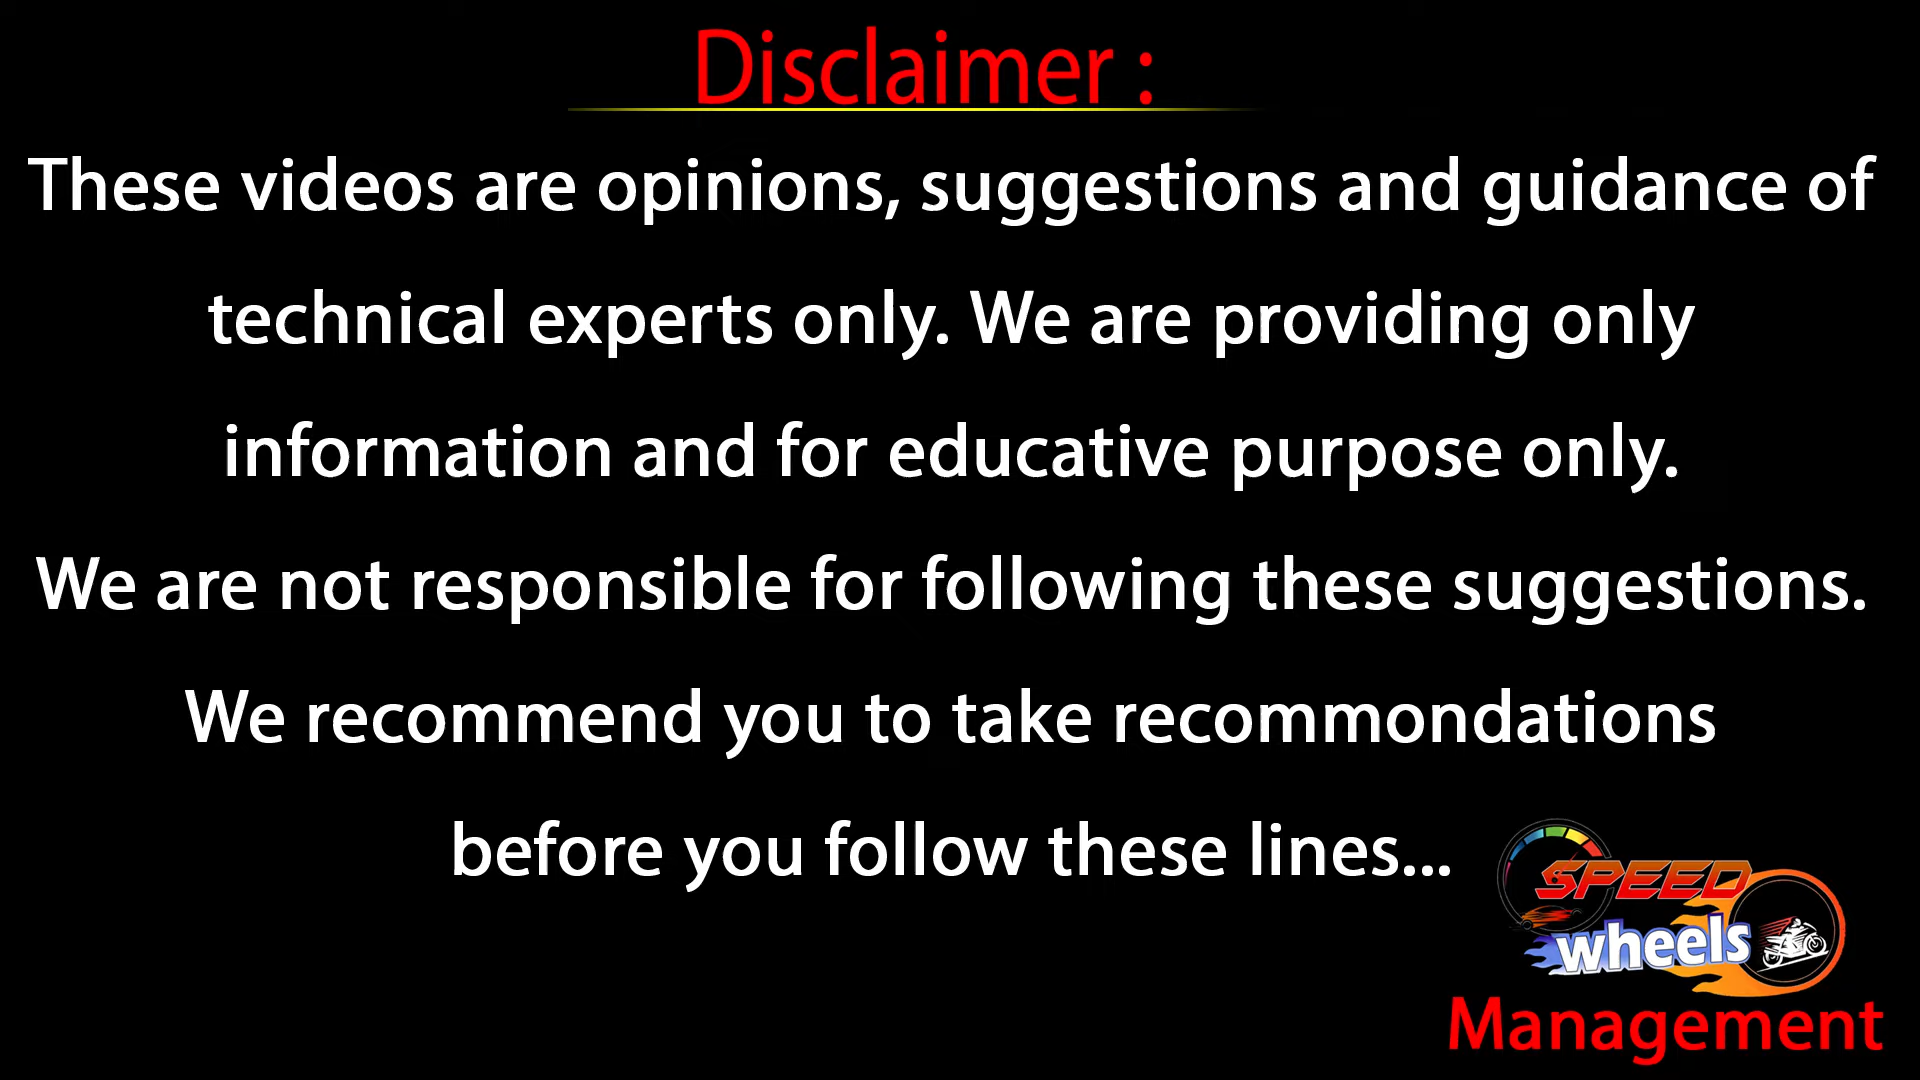 Disclaimer :
These videos are opinions, suggestions and guidance of
technical experts only. We are providing only
information and for educative purpose only.
We are not responsible for following these suggestions.
We recommend you to take recommondations
before you follow these lines...
SPEED
wheels
Management